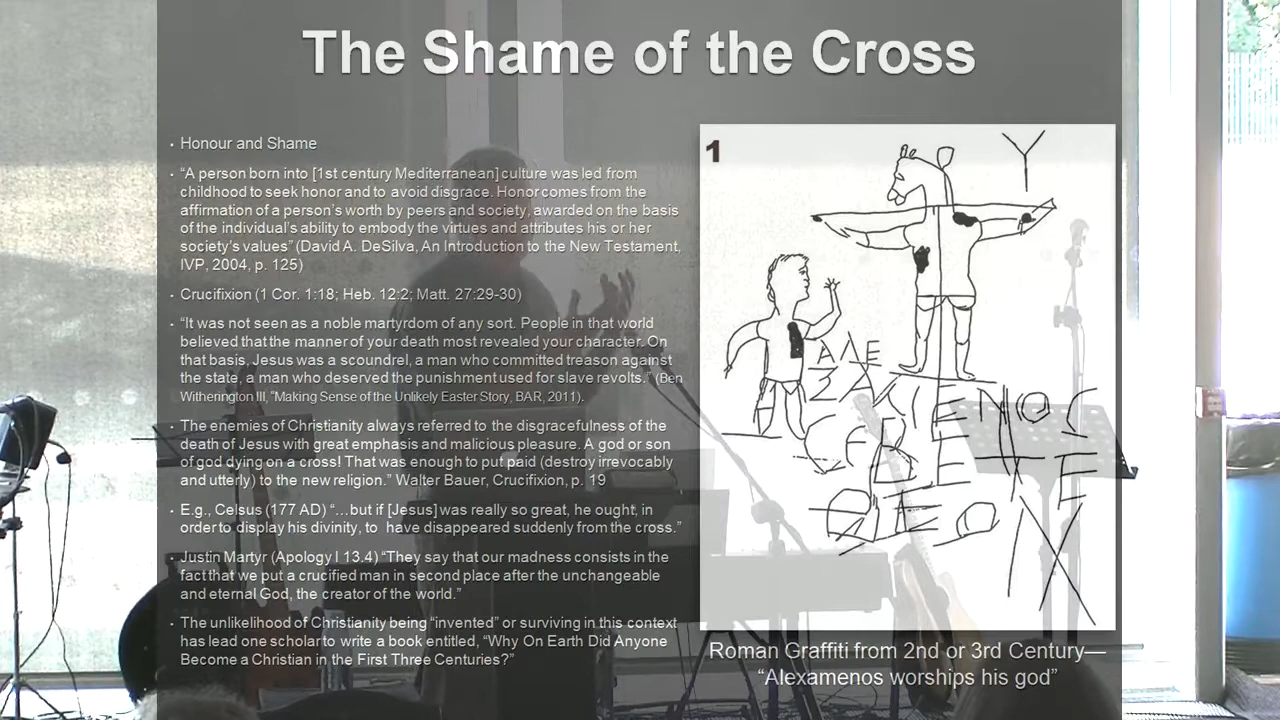 The Shame of the Cross
• Honour and Shame
• “A person born into [1st century Mediterranean] culture was led from
childhood to seek honor and to avoid disgrace. Honor comes from the
affirmation of a person’s worth by peers and society, awarded on the basis
of the individual’s ability to embody the virtues and attributes his or her
society’s values” (David A. DeSilva, An Introduction to the New Testament,
IVP, 2004, p. 125)
• Crucifixion (1 Cor. 1:18; Heb. 12:2; Matt. 27:29-30)
• “It was not seen as a noble martyrdom of any sort. People in that world
believed that the manner of your death most revealed your character. On
that basis, Jesus was a scoundrel, a man who committed treason against
the state, a man who deserved the punishment used for slave revolts.” (Ben
Witherington III, “Making Sense of the Unlikely Easter Story, BAR, 2011).
• The enemies of Christianity always referred to the disgracefulness of the
death of Jesus with great emphasis and malicious pleasure. A god or son
of god dying on a cross! That was enough to put paid (destroy irrevocably
and utterly) to the new religion.” Walter Bauer, Crucifixion, p. 19
• E.g., Celsus (177 AD) “…but if [Jesus] was really so great, he ought, in
order to display his divinity, to have disappeared suddenly from the cross.”
• Justin Martyr (Apology I 13.4) “They say that our madness consists in the
fact that we put a crucified man in second place after the unchangeable
and eternal God, the creator of the world.”
• The unlikelihood of Christianity being “invented” or surviving in this context
has lead one scholar to write a book entitled, “Why On Earth Did Anyone
Become a Christian in the First Three Centuries?”
1
Y
ΑΛΕ
ΞΑΜΕΝΟϹ
ϹΕΒΕΤΕ
ΘΕΟΝ
Roman Graffiti from 2nd or 3rd Century—
“Alexamenos worships his god”